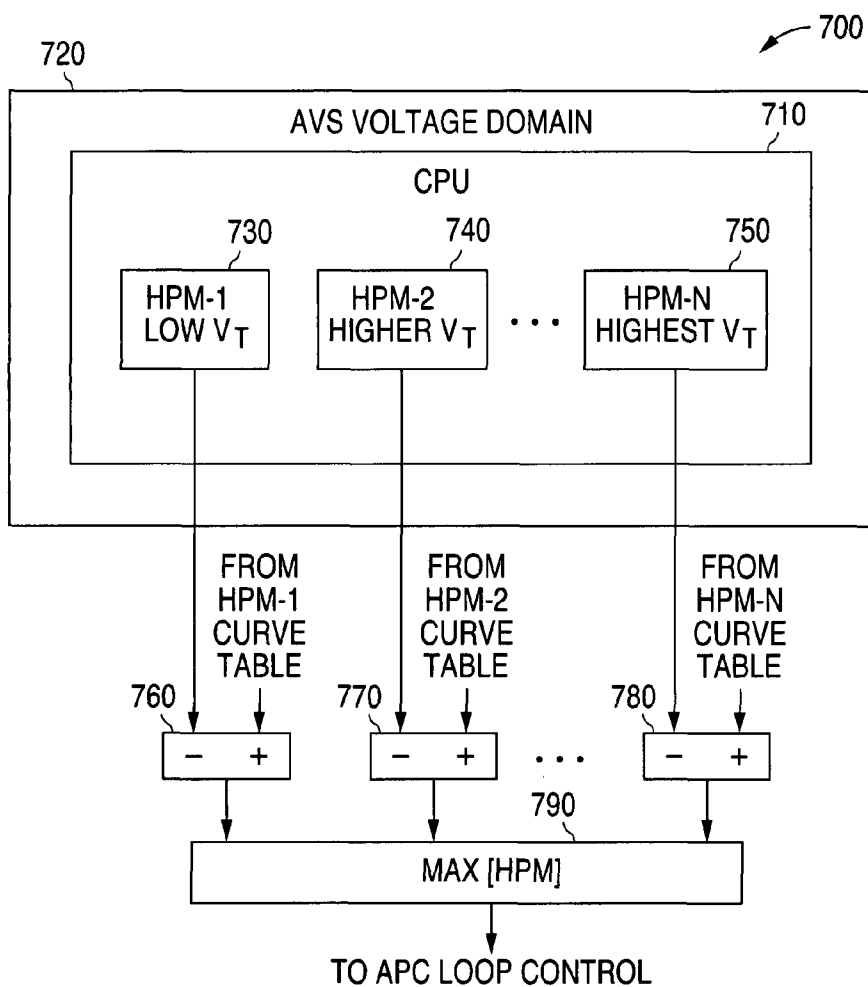 700
720
AVS VOLTAGE DOMAIN
710
CPU
730
740
750
HPM-1
LOW VT
HPM-2
HIGHER VT
• • •
HPM-N
HIGHEST VT
FROM
HPM-1
CURVE
TABLE
FROM
HPM-2
CURVE
TABLE
FROM
HPM-N
CURVE
TABLE
760
770
780
– +
– +
• • •
– +
790
MAX [HPM]
TO APC LOOP CONTROL